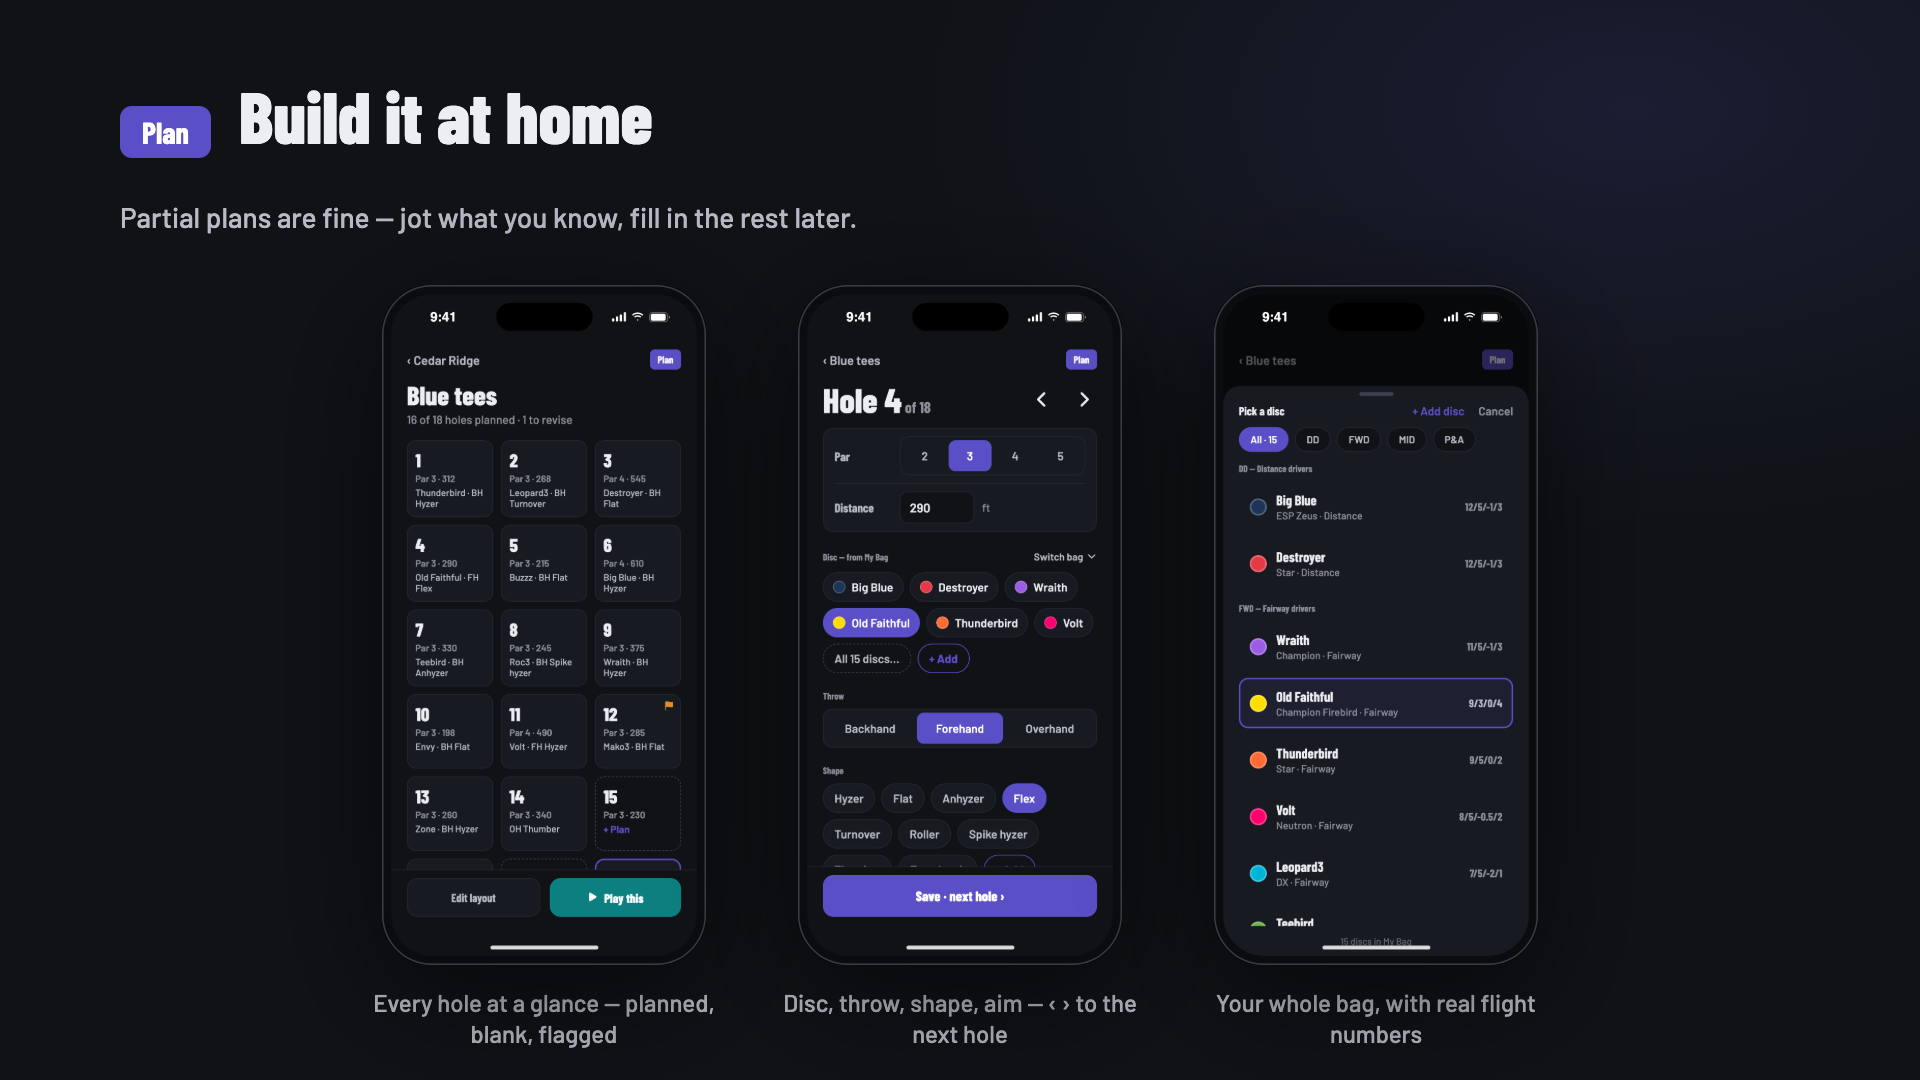 Plan
Build it at home
Partial plans are fine — jot what you know, fill in the rest later.
9:41
‹ Cedar Ridge
Plan
Blue tees
16 of 18 holes planned · 1 to revise
1
Par 3 · 312
Thunderbird · BH
Hyzer
2
Par 3 · 268
Leopard3 · BH
Turnover
3
Par 4 · 545
Destroyer · BH
Flat
4
Par 3 · 290
Old Faithful · FH
Flex
5
Par 3 · 215
Buzzz · BH Flat
6
Par 4 · 610
Big Blue · BH
Hyzer
7
Par 3 · 330
Teebird · BH
Anhyzer
8
Par 3 · 245
Roc3 · BH Spike
hyzer
9
Par 3 · 375
Wraith · BH
Hyzer
10
Par 3 · 198
Envy · BH Flat
11
Par 4 · 490
Volt · FH Hyzer
12
Par 3 · 285
Mako3 · BH Flat
13
Par 3 · 260
Zone · BH Hyzer
14
Par 3 · 340
OH Thumber
15
Par 3 · 230
+ Plan
Edit layout
Play this
Every hole at a glance — planned,
blank, flagged
9:41
‹ Blue tees
Plan
Hole 4 of 18
Par 2 3 4 5
Distance 290 ft
Disc — from My Bag
Switch bag
Big Blue Destroyer Wraith
Old Faithful Thunderbird Volt
All 15 discs... + Add
Throw
Backhand Forehand Overhand
Shape
Hyzer Flat Anhyzer Flex
Turnover Roller Spike hyzer
Save · next hole ›
Disc, throw, shape, aim — ‹ › to the
next hole
9:41
‹ Blue tees
Plan
Pick a disc + Add disc Cancel
All · 15 DD FWD MID P&A
DD — Distance drivers
Big Blue
ESP Zeus · Distance
12/5/-1/3
Destroyer
Star · Distance
12/5/-1/3
FWD — Fairway drivers
Wraith
Champion · Fairway
11/5/-1/3
Old Faithful
Champion Firebird · Fairway
9/3/0/4
Thunderbird
Star · Fairway
9/5/0/2
Volt
Neutron · Fairway
8/5/-0.5/2
Leopard3
DX · Fairway
7/5/-2/1
Teebird
15 discs in My Bag
Your whole bag, with real flight
numbers